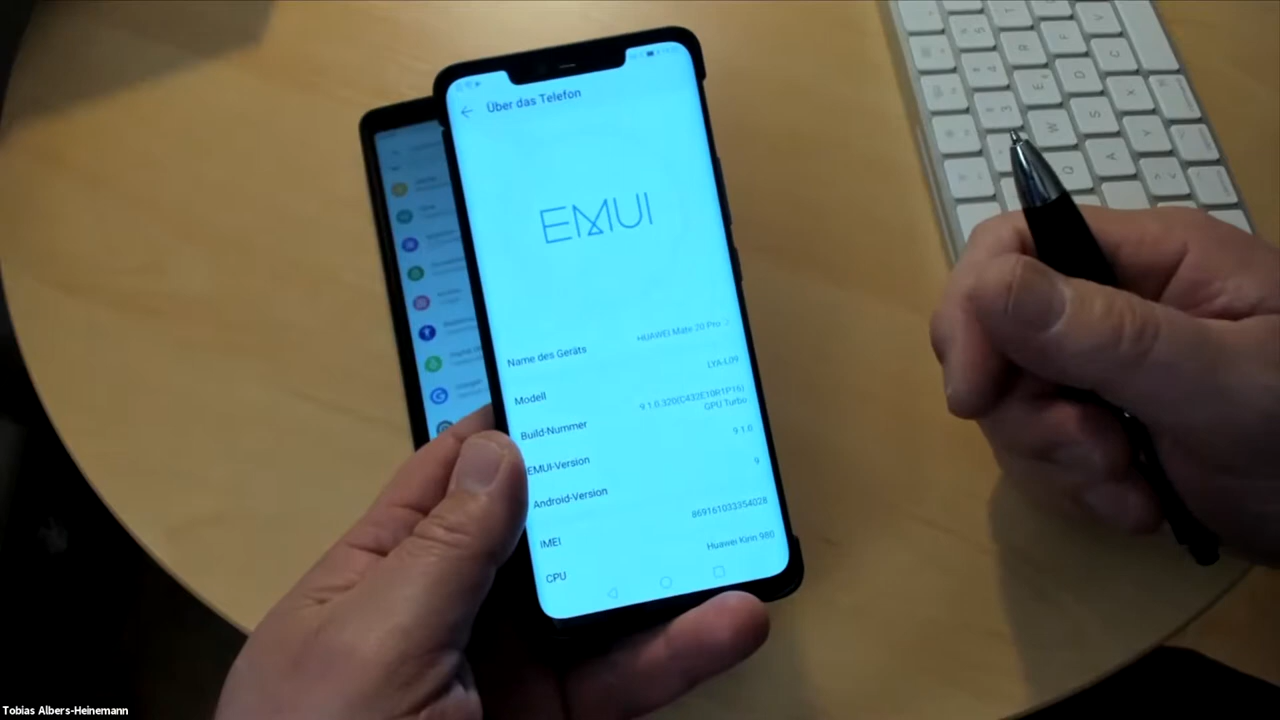 Über das Telefon
EMUI
Name des Geräts HUAWEI Mate 20 Pro
Modell LYA-L09
Build-Nummer 9.1.0.320(C432E10R1P16)
GPU Turbo
EMUI-Version 9.1.0
Android-Version 9
IMEI 869161033354028
CPU Huawei Kirin 980
Tobias Albers-Heinemann